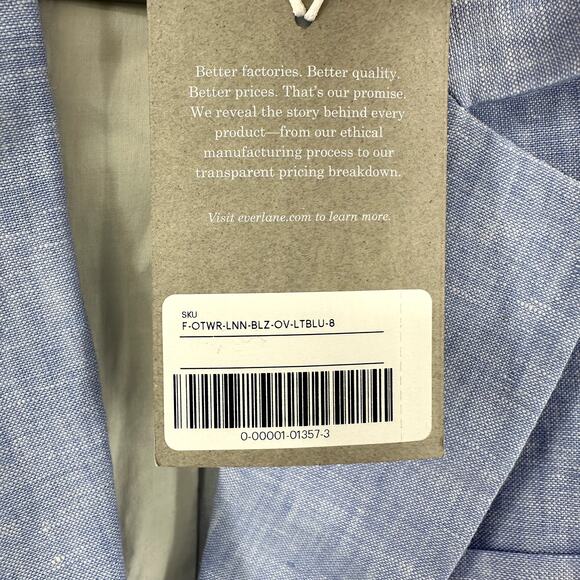 Better factories. Better quality.
Better prices. That's our promise.
We reveal the story behind every
product—from our ethical
manufacturing process to our
transparent pricing breakdown.
Visit everlane.com to learn more.
SKU
F-OTWR-LNN-BLZ-OV-LTBLU-8
0-00001-01357-3